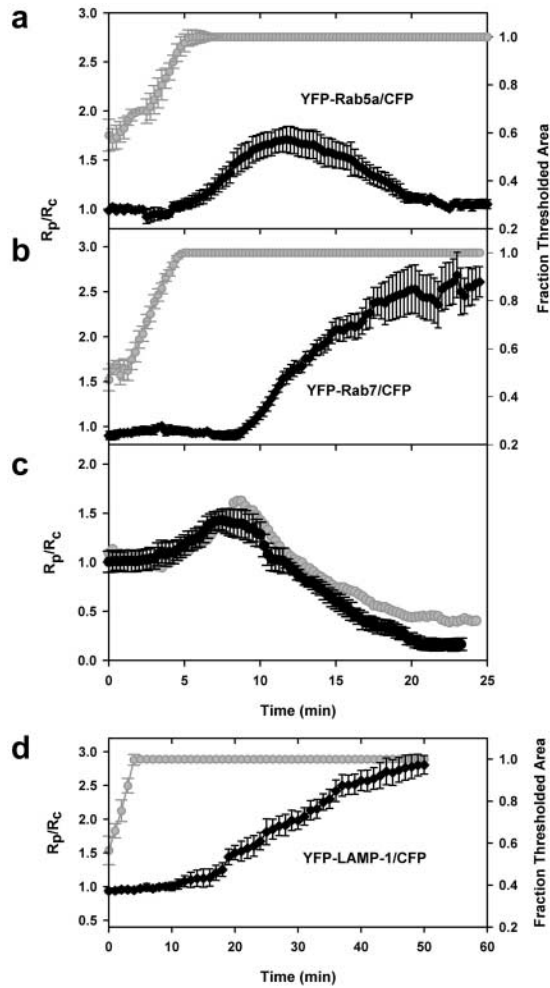 a
3.0
2.5
2.0
1.5
1.0
Rp/Rc
YFP-Rab5a/CFP
1.0
0.8
0.6
0.4
0.2
Fraction Thresholded Area
b
3.0
2.5
2.0
1.5
1.0
YFP-Rab7/CFP
1.0
0.8
0.6
0.4
0.2
c
2.0
1.5
1.0
0.5
0.0
Rp/Rc
0 5 10 15 20 25
Time (min)
d
3.0
2.5
2.0
1.5
1.0
0.5
Rp/Rc
YFP-LAMP-1/CFP
1.0
0.8
0.6
0.4
0.2
Fraction Thresholded Area
0 10 20 30 40 50 60
Time (min)